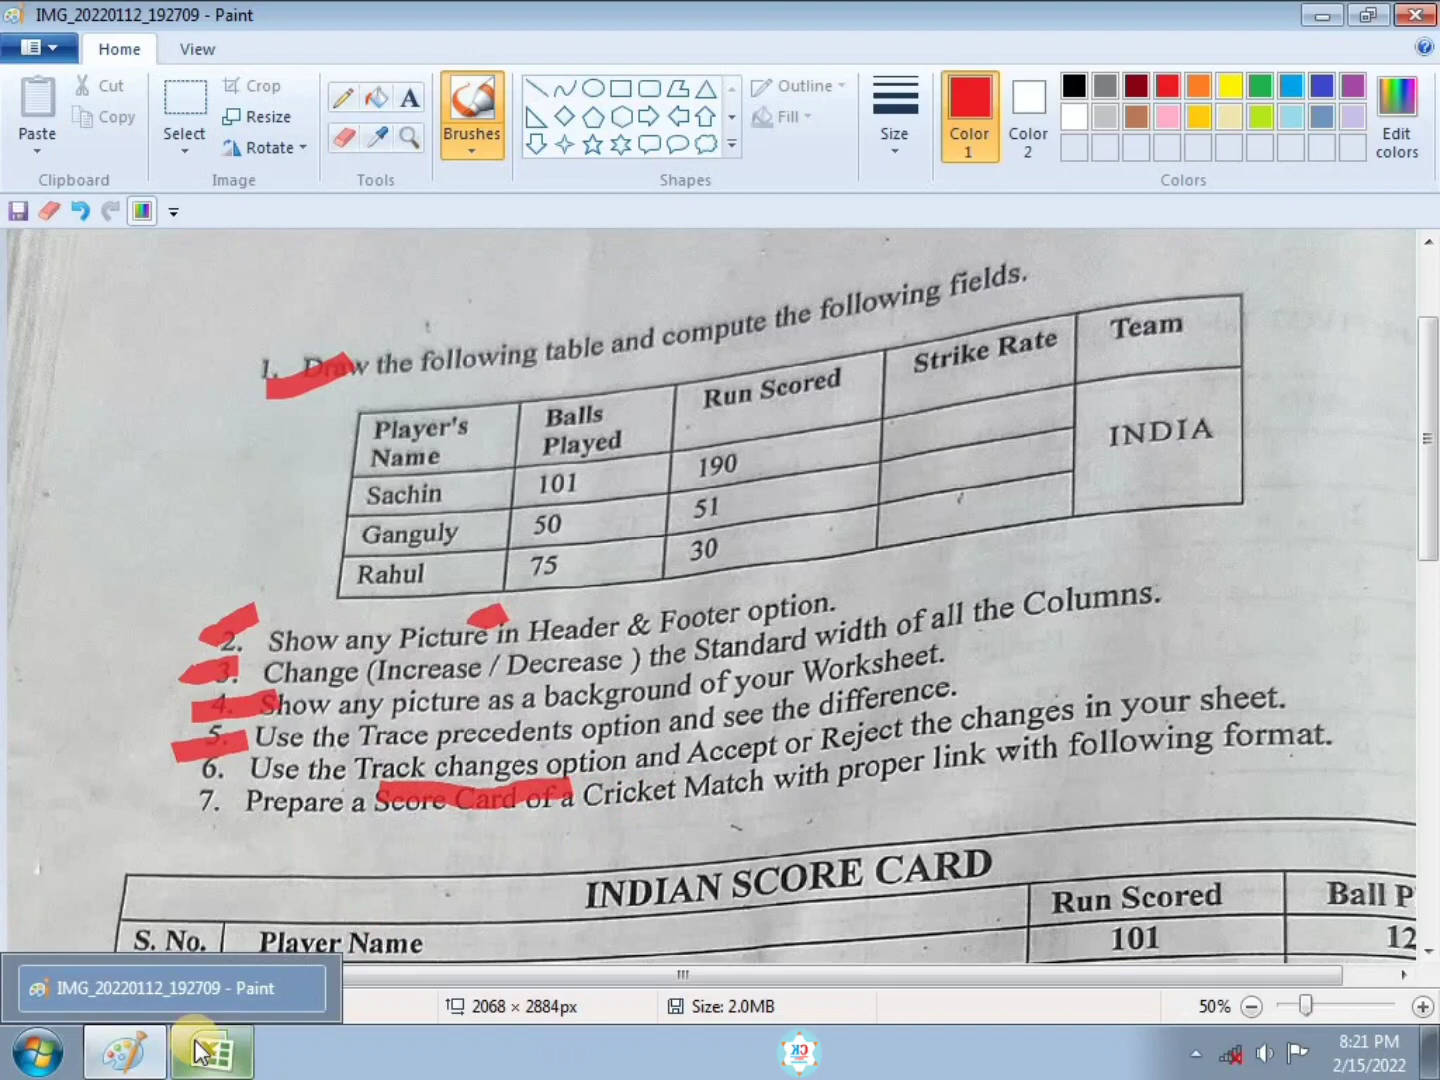 IMG_20220112_192709 - Paint
Home View
Paste
Cut
Copy
Clipboard
Select
Crop
Resize
Rotate
Image
A
Tools
Brushes
Outline
Fill
Shapes
Size
Color 1
Color 2
Edit colors
Colors
1. Draw the following table and compute the following fields.
Player's Name Balls Played Run Scored Strike Rate Team
Sachin 101 190 INDIA
Ganguly 50 51
Rahul 75 30
2. Show any Picture in Header & Footer option.
3. Change (Increase / Decrease ) the Standard width of all the Columns.
4. Show any picture as a background of your Worksheet.
5. Use the Trace precedents option and see the difference.
6. Use the Track changes option and Accept or Reject the changes in your sheet.
7. Prepare a Score Card of a Cricket Match with proper link with following format.
INDIAN SCORE CARD
S. No. Player Name Run Scored Ball P
101 12
IMG_20220112_192709 - Paint
2068 × 2884px
Size: 2.0MB
50%
8:21 PM
2/15/2022